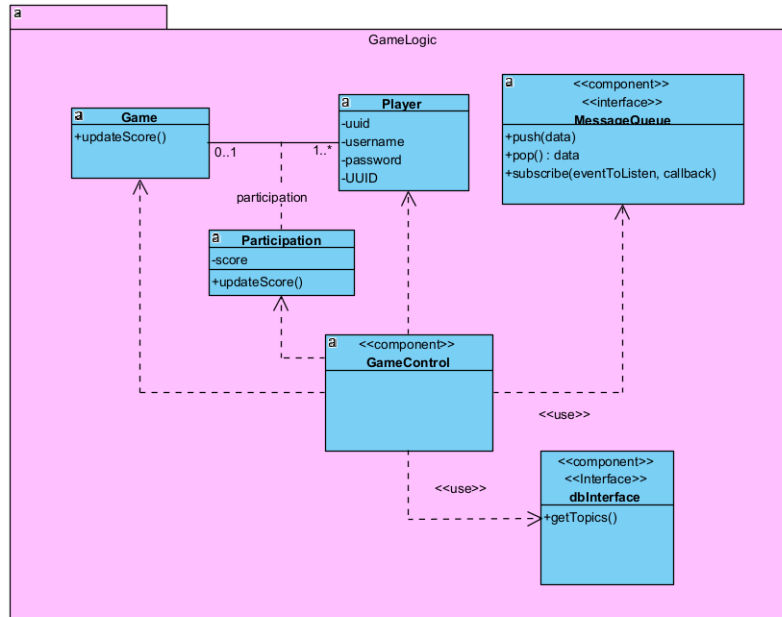 a
GameLogic
a
Game
+updateScore()
0..1
1..*
participation
a
Player
-uuid
-username
-password
-UUID
a
<<component>>
<<interface>>
MessageQueue
+push(data)
+pop() : data
+subscribe(eventToListen, callback)
a
Participation
-score
+updateScore()
a
<<component>>
GameControl
<<use>>
<<use>>
<<component>>
<<Interface>>
dbInterface
+getTopics()